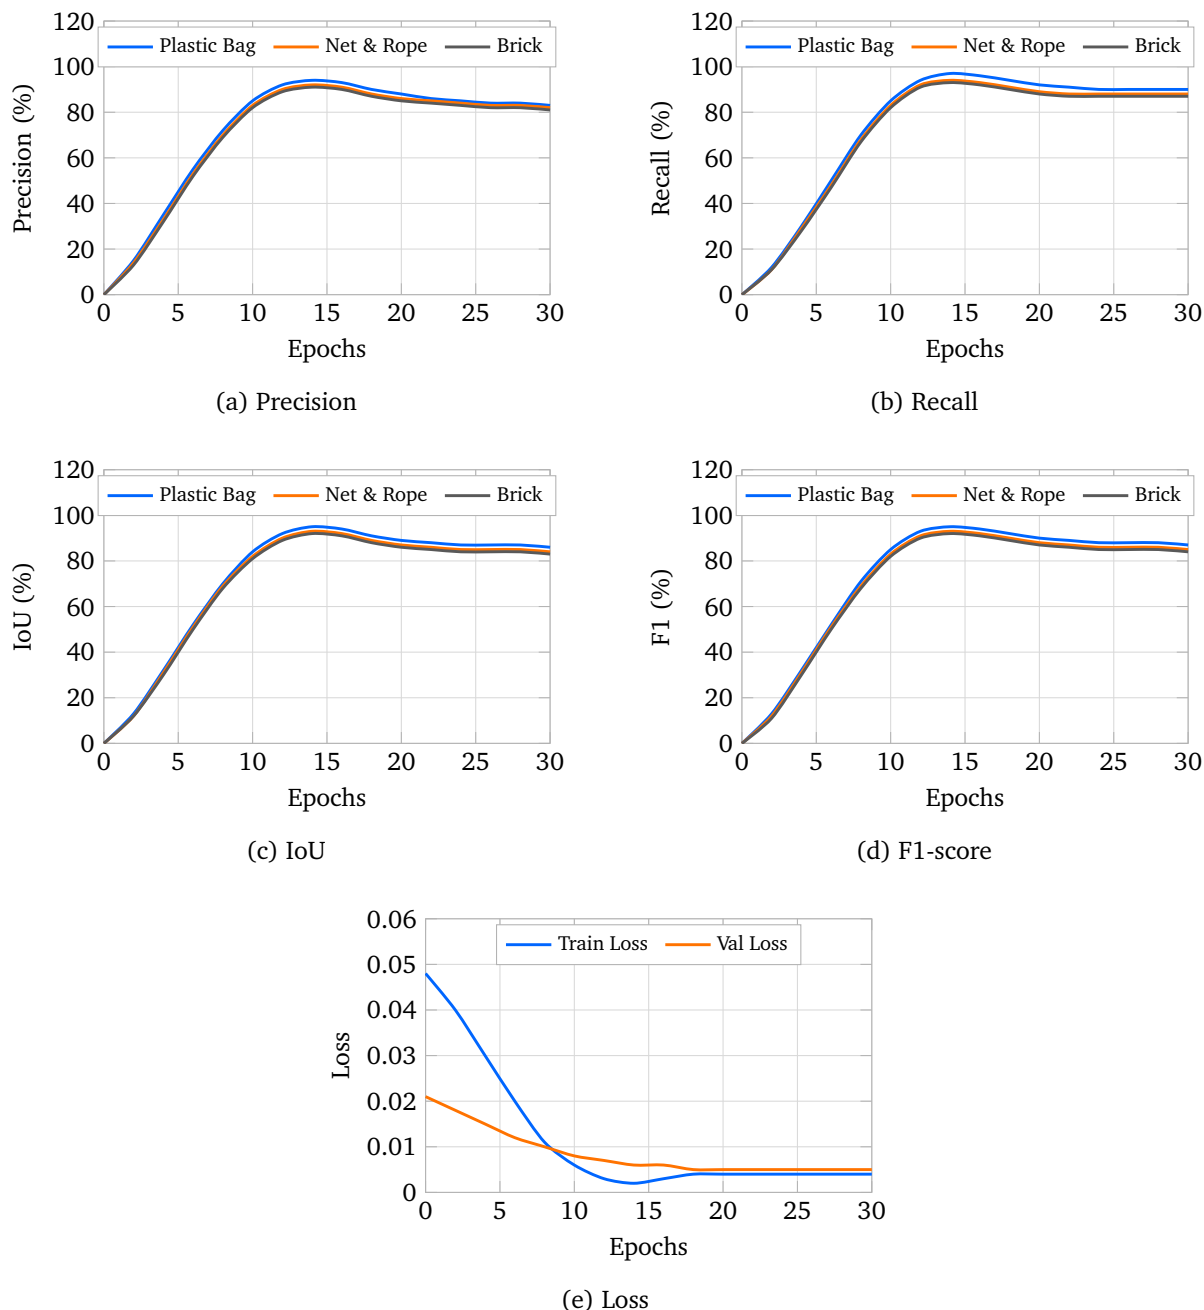 120
100
80
60
40
20
0
Precision (%)
Plastic Bag Net & Rope Brick
0 5 10 15 20 25 30
Epochs
(a) Precision
120
100
80
60
40
20
0
Recall (%)
Plastic Bag Net & Rope Brick
0 5 10 15 20 25 30
Epochs
(b) Recall
120
100
80
60
40
20
0
IoU (%)
Plastic Bag Net & Rope Brick
0 5 10 15 20 25 30
Epochs
(c) IoU
120
100
80
60
40
20
0
F1 (%)
Plastic Bag Net & Rope Brick
0 5 10 15 20 25 30
Epochs
(d) F1-score
0.06
0.05
0.04
0.03
0.02
0.01
0
Loss
Train Loss Val Loss
0 5 10 15 20 25 30
Epochs
(e) Loss